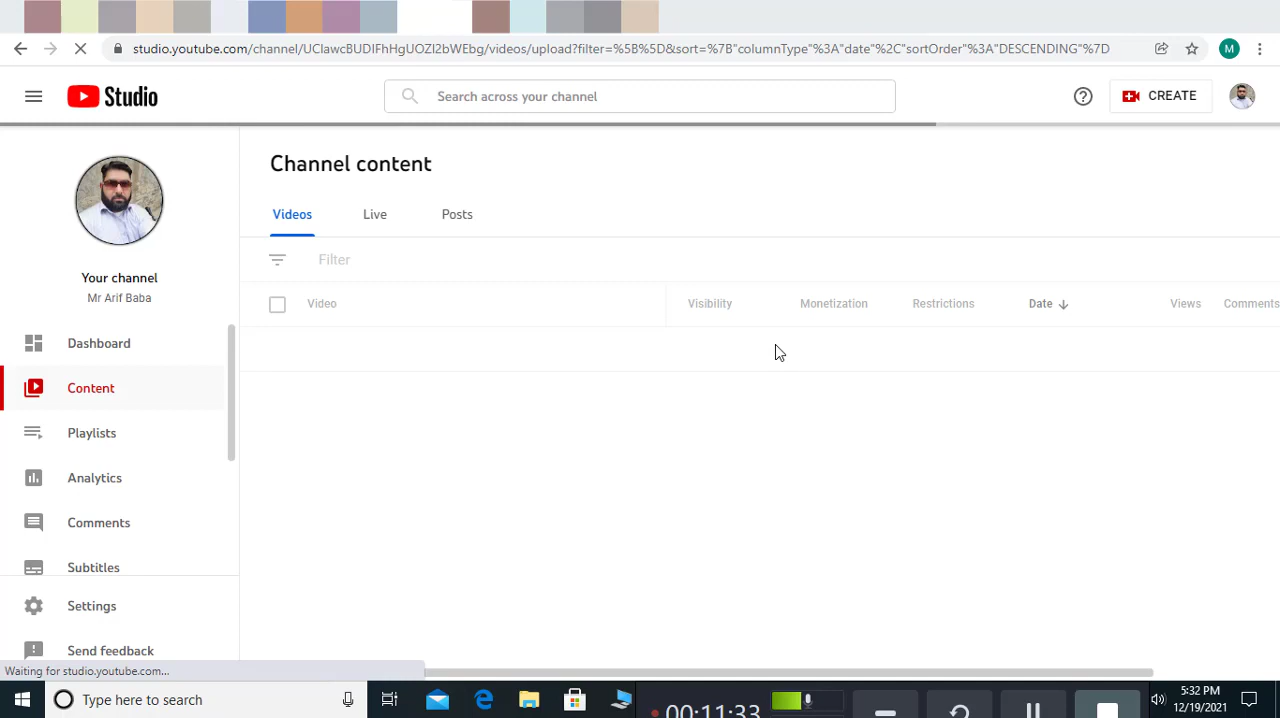 studio.youtube.com/channel/UClawcBUDIFhHgUOZI2bWEbg/videos/upload?filter=%5B%5D&sort=%7B"columnType"%3A"date"%2C"sortOrder"%3A"DESCENDING"%7D
M
Studio
Search across your channel
CREATE
Channel content
Videos
Live
Posts
Filter
Video
Visibility
Monetization
Restrictions
Date
Views
Comments
Your channel
Mr Arif Baba
Dashboard
Content
Playlists
Analytics
Comments
Subtitles
Settings
Send feedback
Waiting for studio.youtube.com...
Type here to search
00:11:33
5:32 PM
12/19/2021